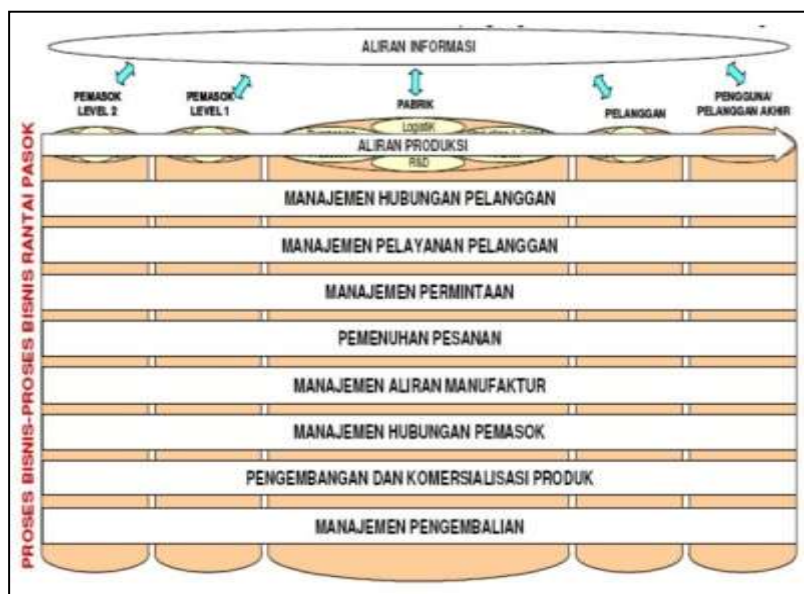 ALIRAN INFORMASI
PEMASOK
LEVEL 2
PEMASOK
LEVEL 1
PABRIK
PELANGGAN
PENGGUNA/
PELANGGAN AKHIR
Logistik
ALIRAN PRODUKSI
R&D
PROSES BISNIS-PROSES BISNIS RANTAI PASOK
MANAJEMEN HUBUNGAN PELANGGAN
MANAJEMEN PELAYANAN PELANGGAN
MANAJEMEN PERMINTAAN
PEMENUHAN PESANAN
MANAJEMEN ALIRAN MANUFAKTUR
MANAJEMEN HUBUNGAN PEMASOK
PENGEMBANGAN DAN KOMERSIALISASI PRODUK
MANAJEMEN PENGEMBALIAN